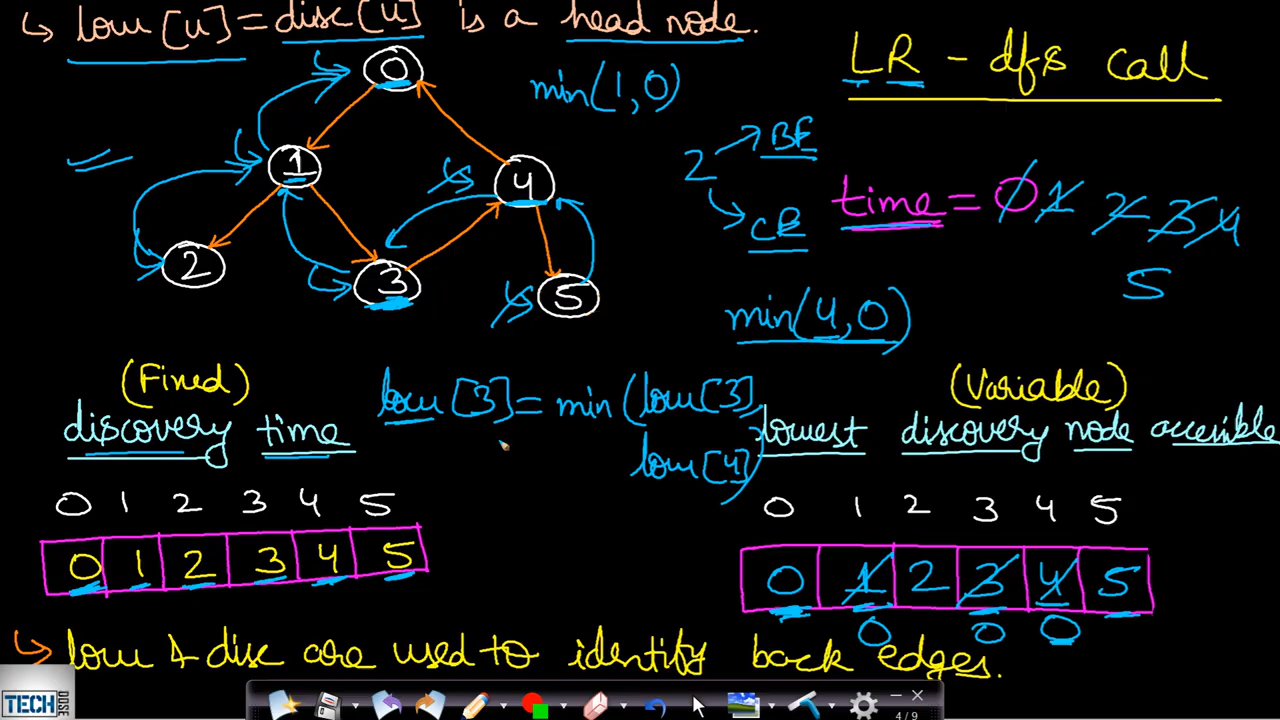 ↳ low[u] = disc[u] is a head node.
LR - dfs call
0
min(1,0)
1
4
2
BE
CE
time = 0 1 2 3 4
5
2
3
5
min(4,0)
(Fixed)
low[3] = min(low[3],
low[4])
(Variable)
discovery time
lowest discovery node accesible
0 1 2 3 4 5
0 1 2 3 4 5
0 1 2 3 4 5
0 1 2 3 4 5
0 0 0
↳ low & disc are used to identify back edges.
TECH DOSE
4/9